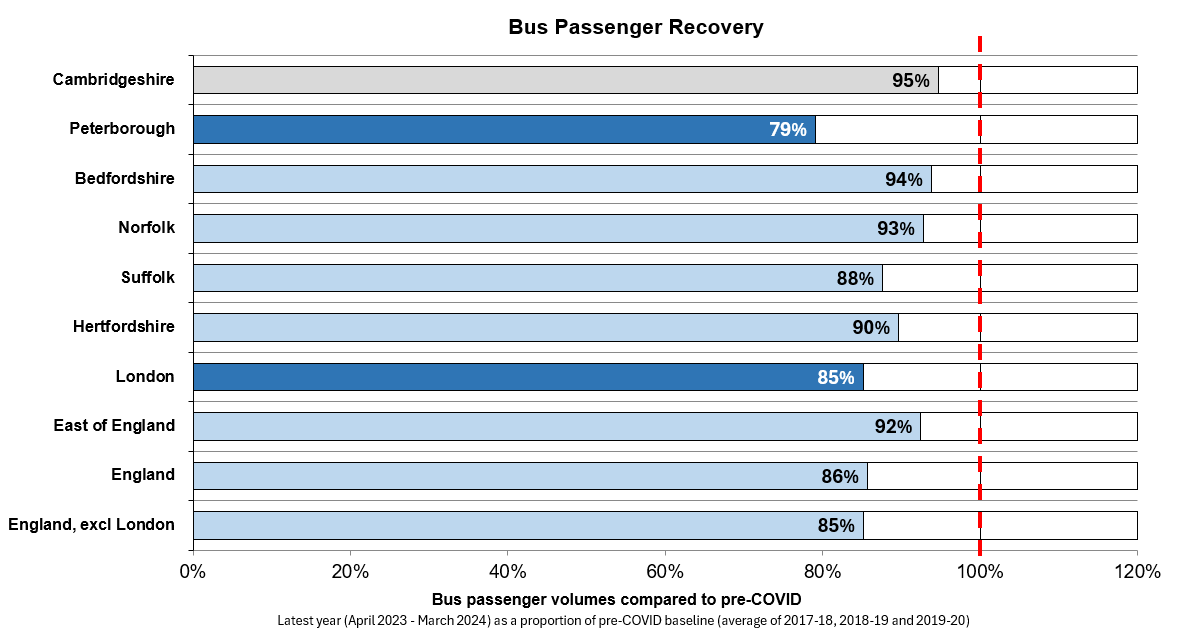 Bus Passenger Recovery
Cambridgeshire 95%
Peterborough 79%
Bedfordshire 94%
Norfolk 93%
Suffolk 88%
Hertfordshire 90%
London 85%
East of England 92%
England 86%
England, excl London 85%
0% 20% 40% 60% 80% 100% 120%
Bus passenger volumes compared to pre-COVID
Latest year (April 2023 - March 2024) as a proportion of pre-COVID baseline (average of 2017-18, 2018-19 and 2019-20)